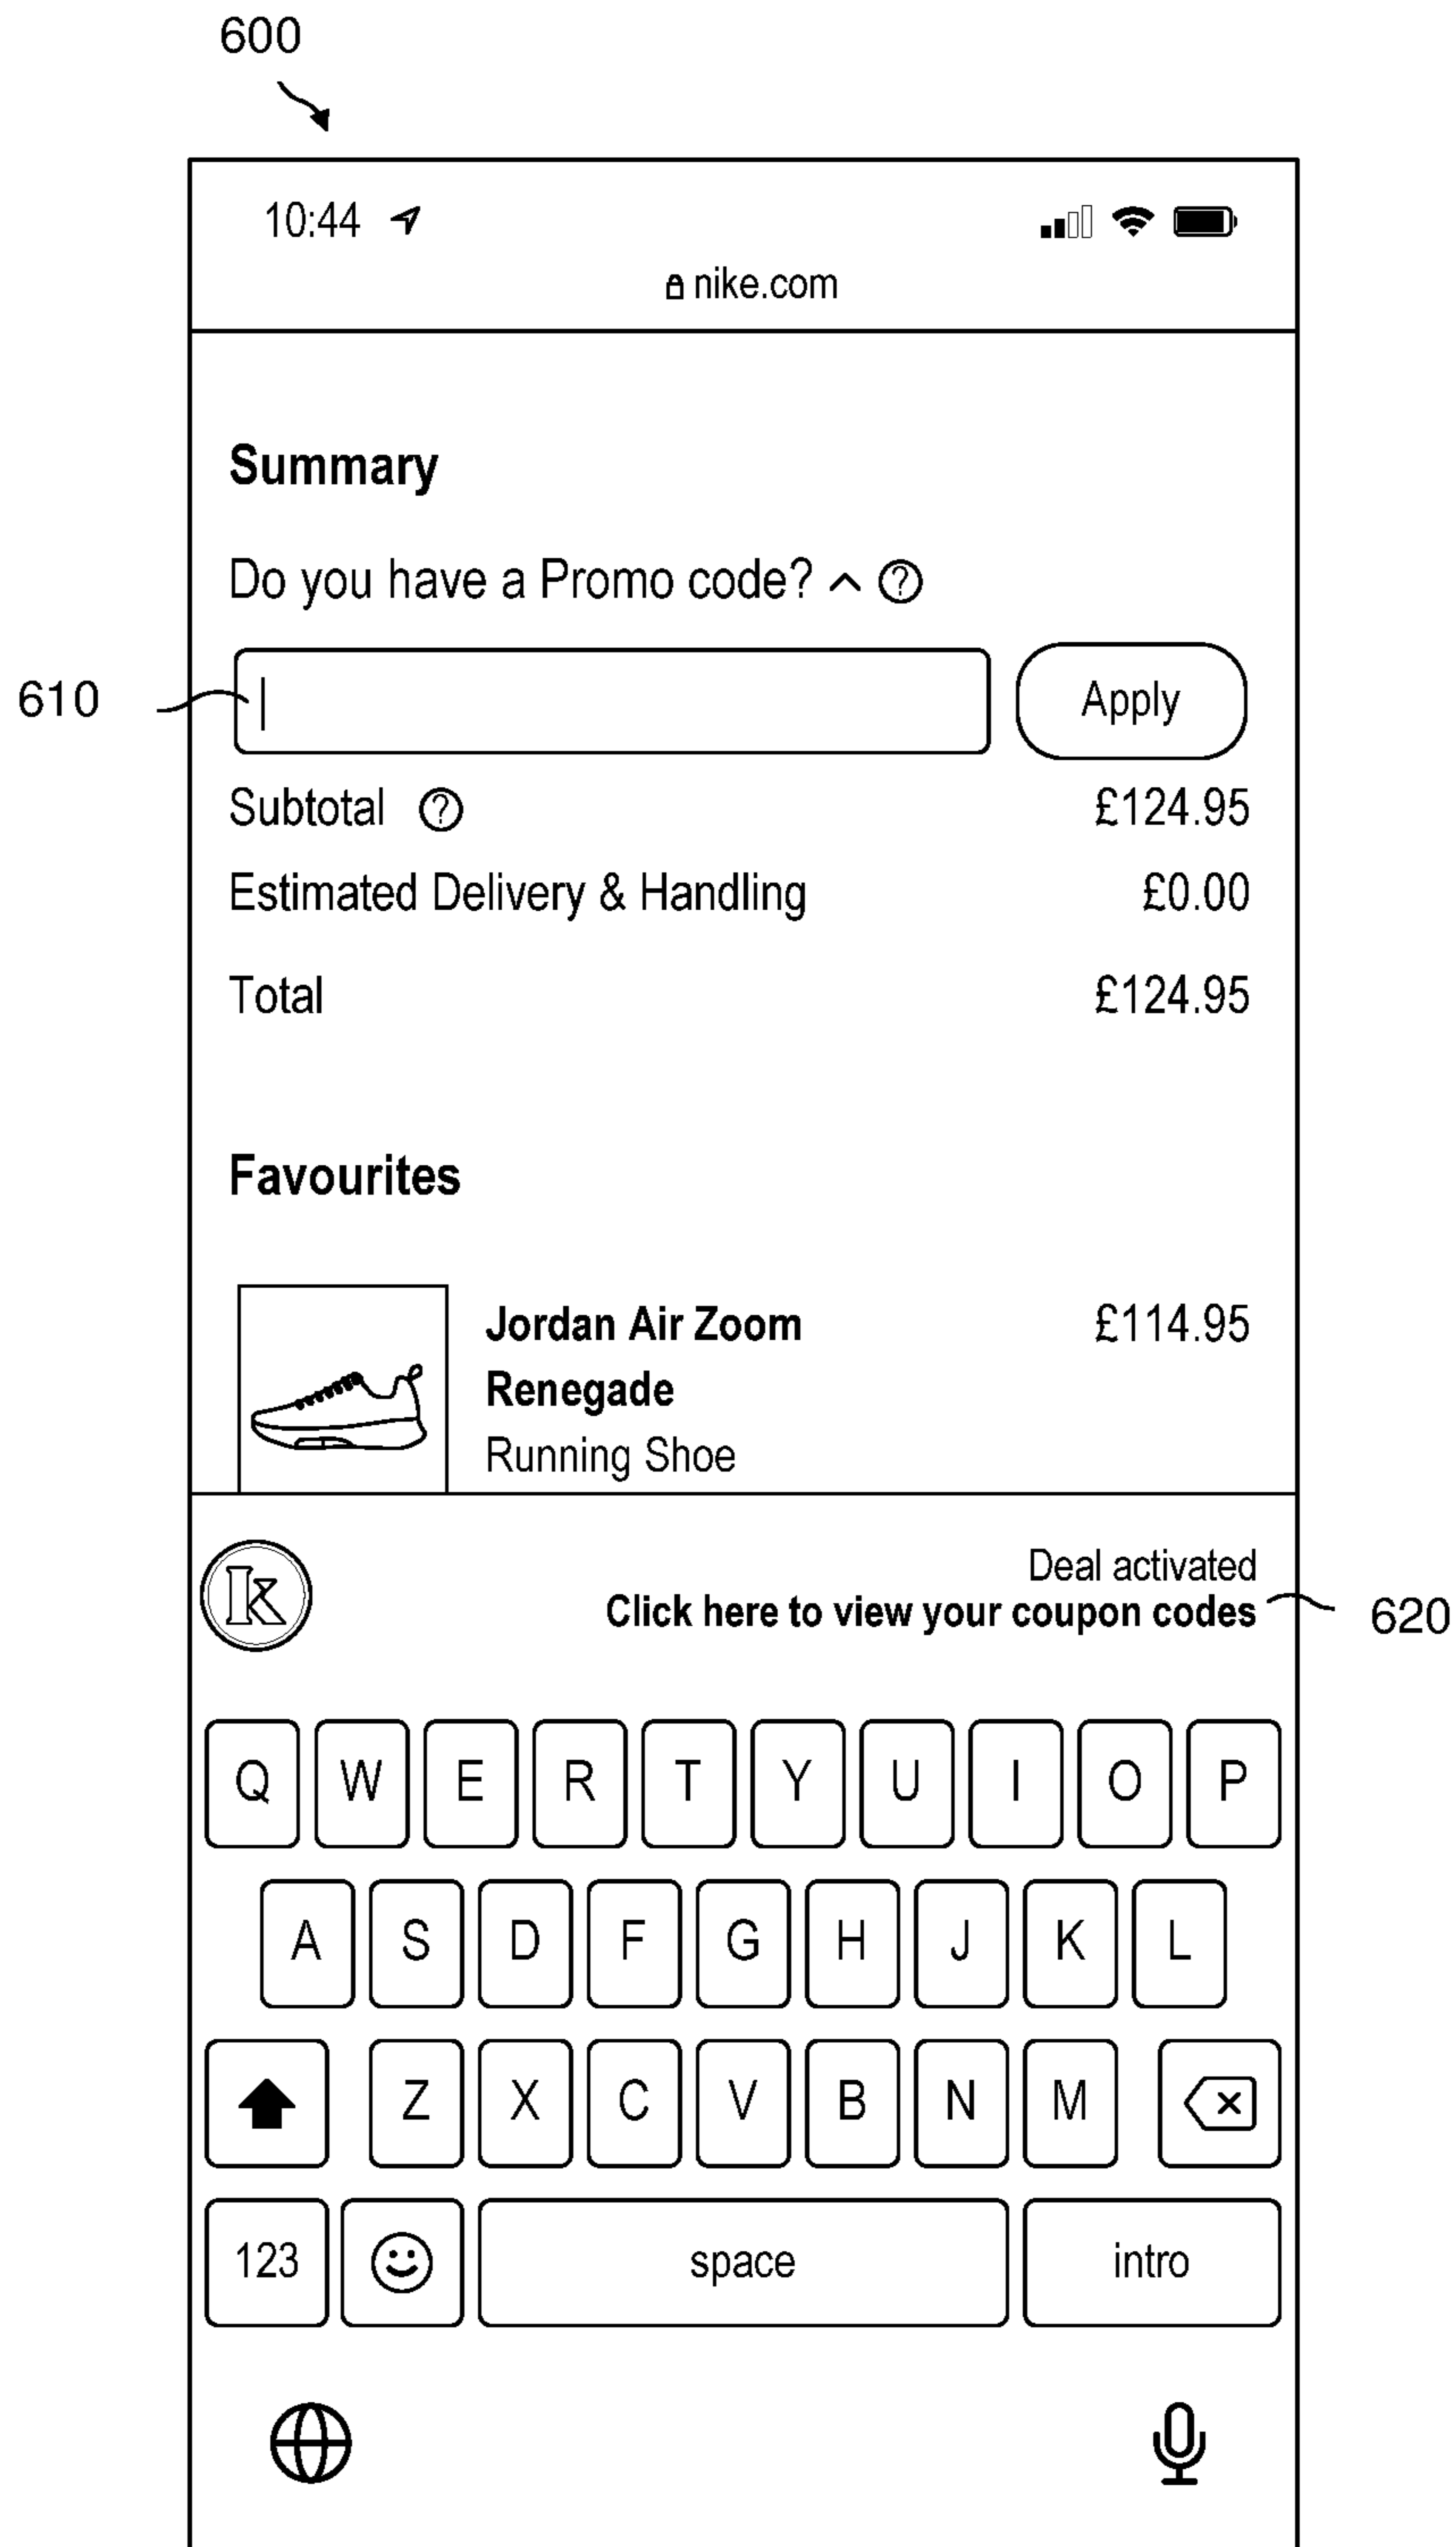 600
10:44
nike.com
Summary
Do you have a Promo code? ^ ?
610
Apply
Subtotal ? £124.95
Estimated Delivery & Handling £0.00
Total £124.95
Favourites
Jordan Air Zoom £114.95
Renegade
Running Shoe
k
Deal activated
Click here to view your coupon codes
620
Q W E R T Y U I O P
A S D F G H J K L
Z X C V B N M
123 space intro